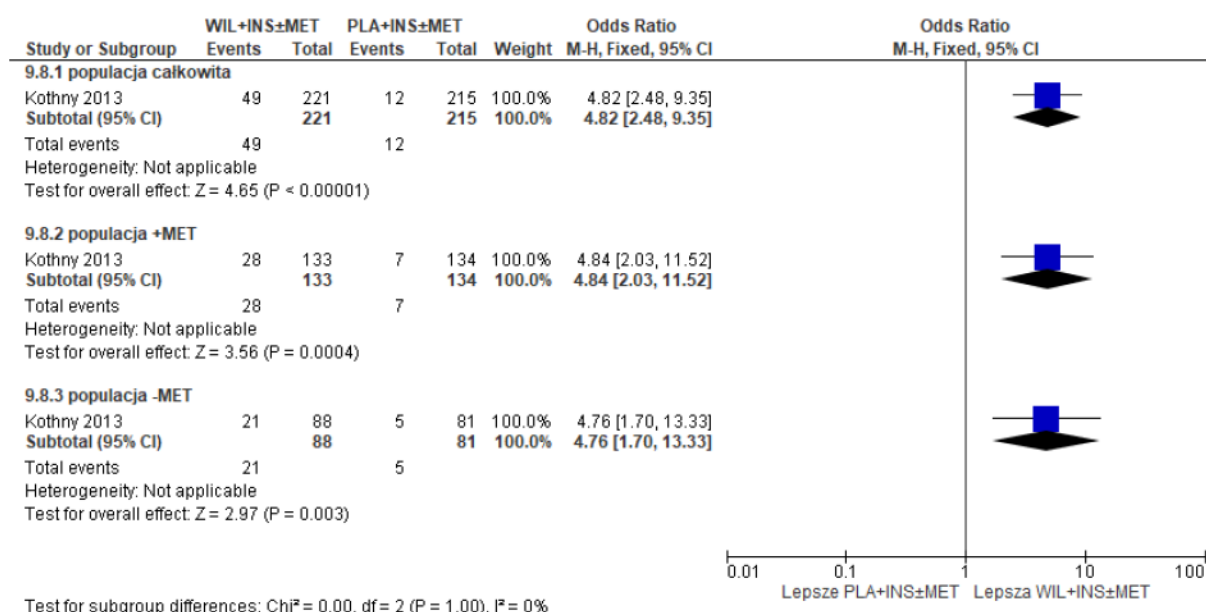 WIL+INS±MET PLA+INS±MET Odds Ratio Odds Ratio
Study or Subgroup Events Total Events Total Weight M-H, Fixed, 95% CI M-H, Fixed, 95% CI
9.8.1 populacja całkowita
Kothny 2013 49 221 12 215 100.0% 4.82 [2.48, 9.35]
Subtotal (95% CI) 221 215 100.0% 4.82 [2.48, 9.35]
Total events 49 12
Heterogeneity: Not applicable
Test for overall effect: Z = 4.65 (P < 0.00001)
9.8.2 populacja +MET
Kothny 2013 28 133 7 134 100.0% 4.84 [2.03, 11.52]
Subtotal (95% CI) 133 134 100.0% 4.84 [2.03, 11.52]
Total events 28 7
Heterogeneity: Not applicable
Test for overall effect: Z = 3.56 (P = 0.0004)
9.8.3 populacja -MET
Kothny 2013 21 88 5 81 100.0% 4.76 [1.70, 13.33]
Subtotal (95% CI) 88 81 100.0% 4.76 [1.70, 13.33]
Total events 21 5
Heterogeneity: Not applicable
Test for overall effect: Z = 2.97 (P = 0.003)
0.01 0.1 1 10 100
Lepsze PLA+INS±MET Lepsza WIL+INS±MET
Test for subgroup differences: Chi² = 0.00, df = 2 (P = 1.00), I² = 0%